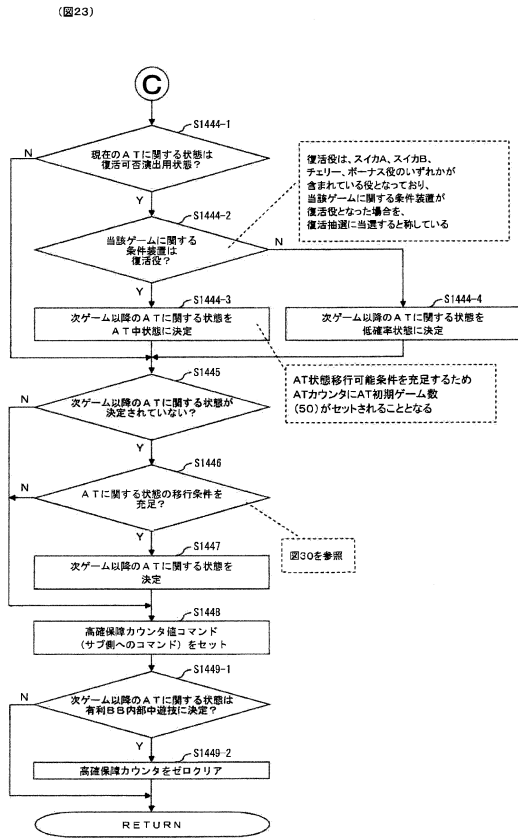 (図23)
C
S1444-1
N
現在のＡＴに関する状態は
復活可否演出用状態？
Y
復活役は、スイカA、スイカB、
チェリー、ボーナス役のいずれかが
含まれている役となっており、
当該ゲームに関する条件装置が
復活役となった場合を、
復活抽選に当選すると称している
S1444-2
当該ゲームに関する
条件装置は
復活役？
N
Y
S1444-3
次ゲーム以降のＡＴに関する状態を
ＡＴ中状態に決定
S1444-4
次ゲーム以降のＡＴに関する状態を
低確率状態に決定
AT状態移行可能条件を充足するため
ATカウンタにAT初期ゲーム数
(50)がセットされることとなる
S1445
N
次ゲーム以降のＡＴに関する状態が
決定されていない？
Y
S1446
N
ＡＴに関する状態の移行条件を
充足？
Y
図30を参照
S1447
次ゲーム以降のＡＴに関する状態を
決定
S1448
高確保障カウンタ値コマンド
(サブ側へのコマンド)をセット
S1449-1
N
次ゲーム以降のＡＴに関する状態は
有利ＢＢ内部中遊技に決定？
Y
S1449-2
高確保障カウンタをゼロクリア
RETURN